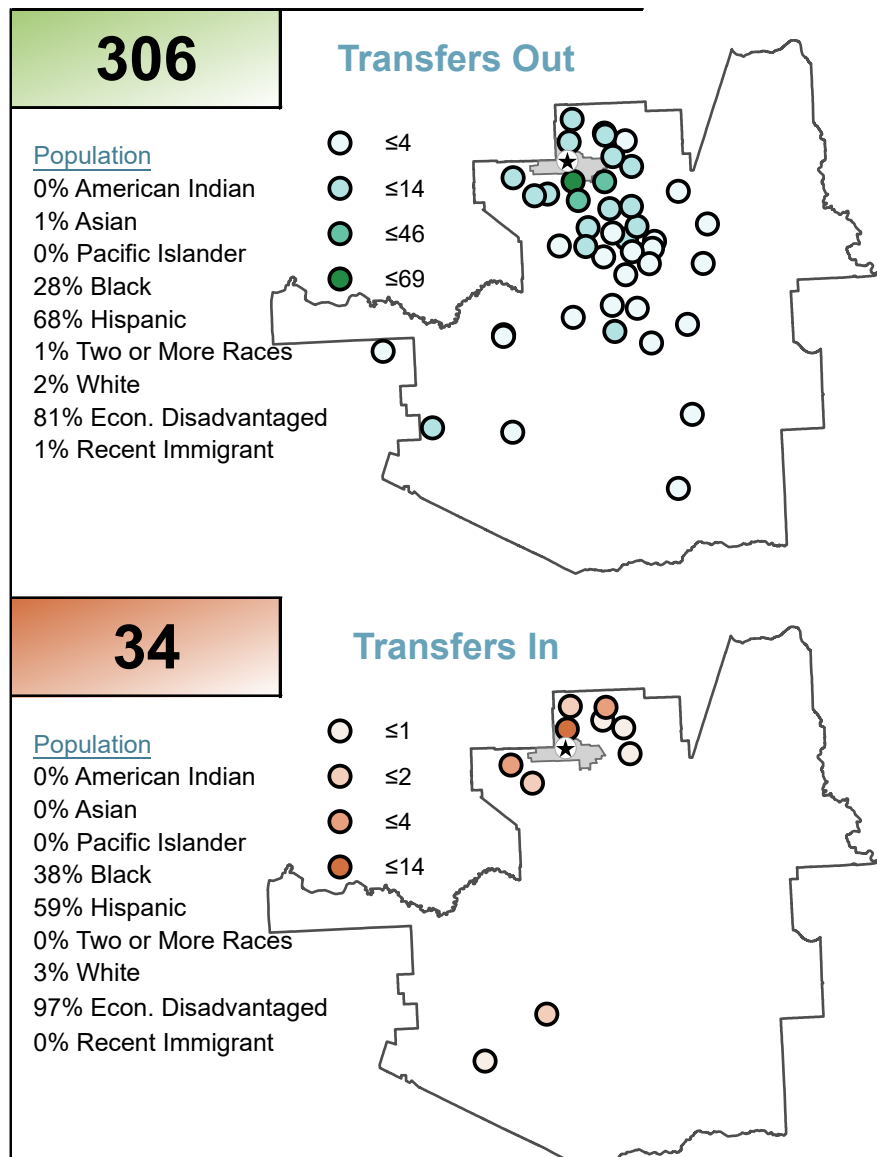 306
Transfers Out
Population
0% American Indian
1% Asian
0% Pacific Islander
28% Black
68% Hispanic
1% Two or More Races
2% White
81% Econ. Disadvantaged
1% Recent Immigrant
≤4
≤14
≤46
≤69
34
Transfers In
Population
0% American Indian
0% Asian
0% Pacific Islander
38% Black
59% Hispanic
0% Two or More Races
3% White
97% Econ. Disadvantaged
0% Recent Immigrant
≤1
≤2
≤4
≤14